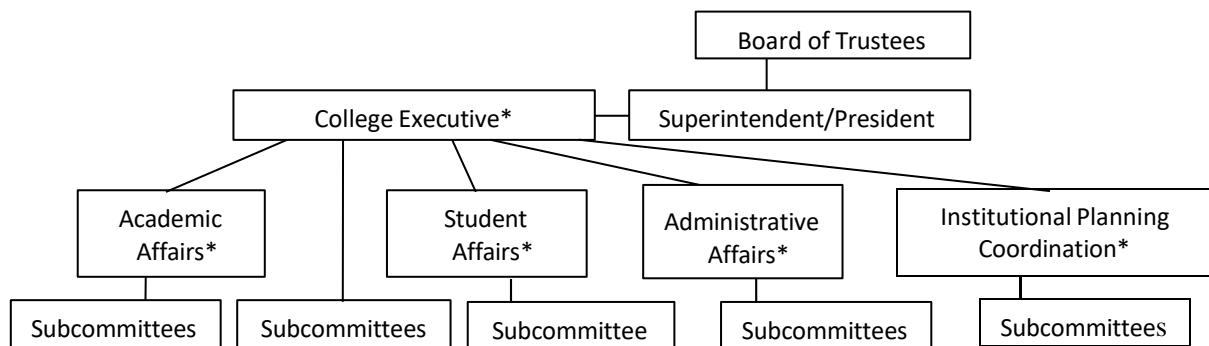 Board of Trustees
College Executive*
Superintendent/President
Academic
Affairs*
Student
Affairs*
Administrative
Affairs*
Institutional Planning
Coordination*
Subcommittees
Subcommittees
Subcommittee
Subcommittees
Subcommittees